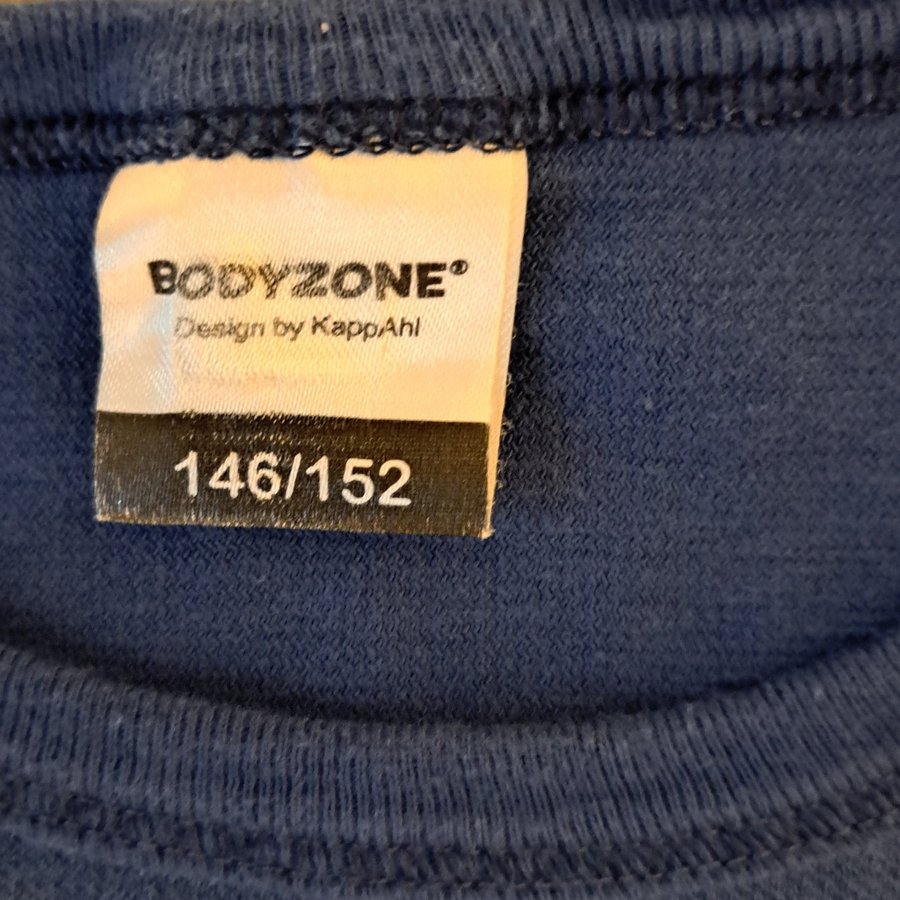 BODYZONE®
Design by KappAhl
146/152